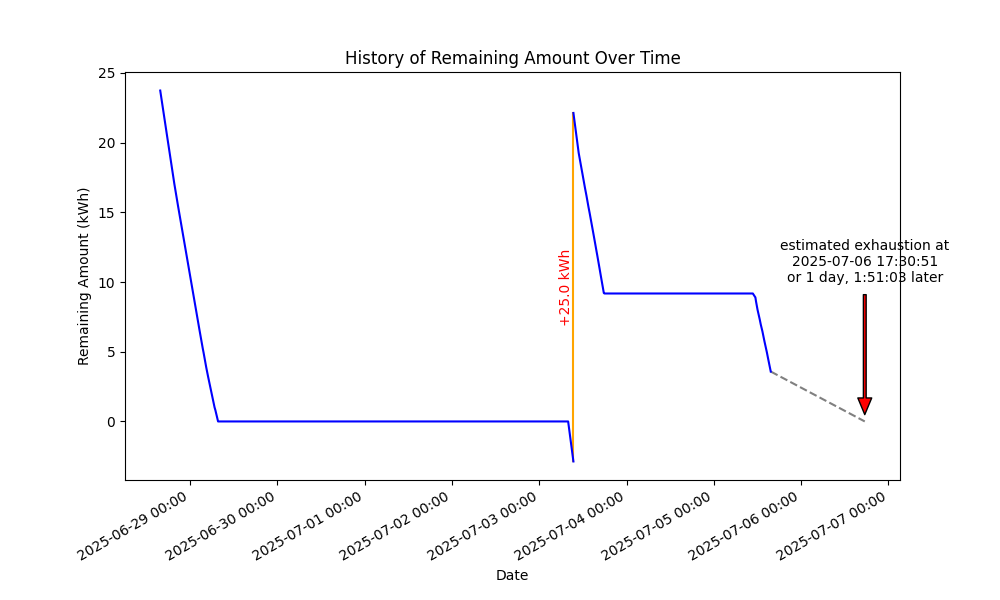 History of Remaining Amount Over Time
25
20
15
10
5
0
Remaining Amount (kWh)
+25.0 kWh
estimated exhaustion at
2025-07-06 17:30:51
or 1 day, 1:51:03 later
2025-06-29 00:00
2025-06-30 00:00
2025-07-01 00:00
2025-07-02 00:00
2025-07-03 00:00
2025-07-04 00:00
2025-07-05 00:00
2025-07-06 00:00
2025-07-07 00:00
Date